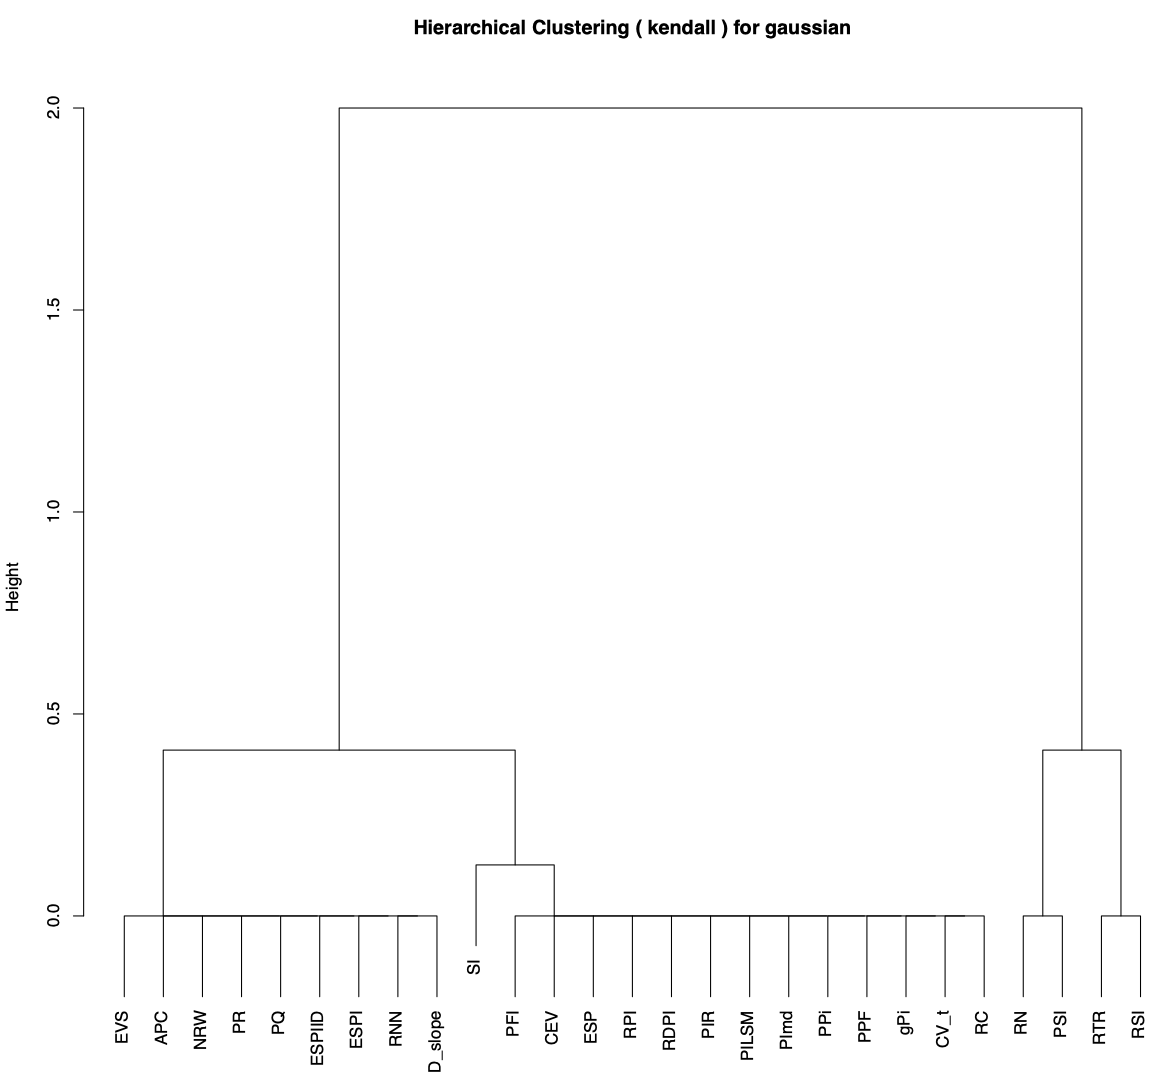 Hierarchical Clustering ( kendall ) for gaussian
Height
2.0
1.5
1.0
0.5
0.0
EVS
APC
NRW
PR
PQ
ESPIID
ESPI
RNN
D_slope
SI
PFI
CEV
ESP
RPI
RDPI
PIR
PILSM
PImd
PPi
PPF
gPi
CV_t
RC
RN
PSI
RTR
RSI